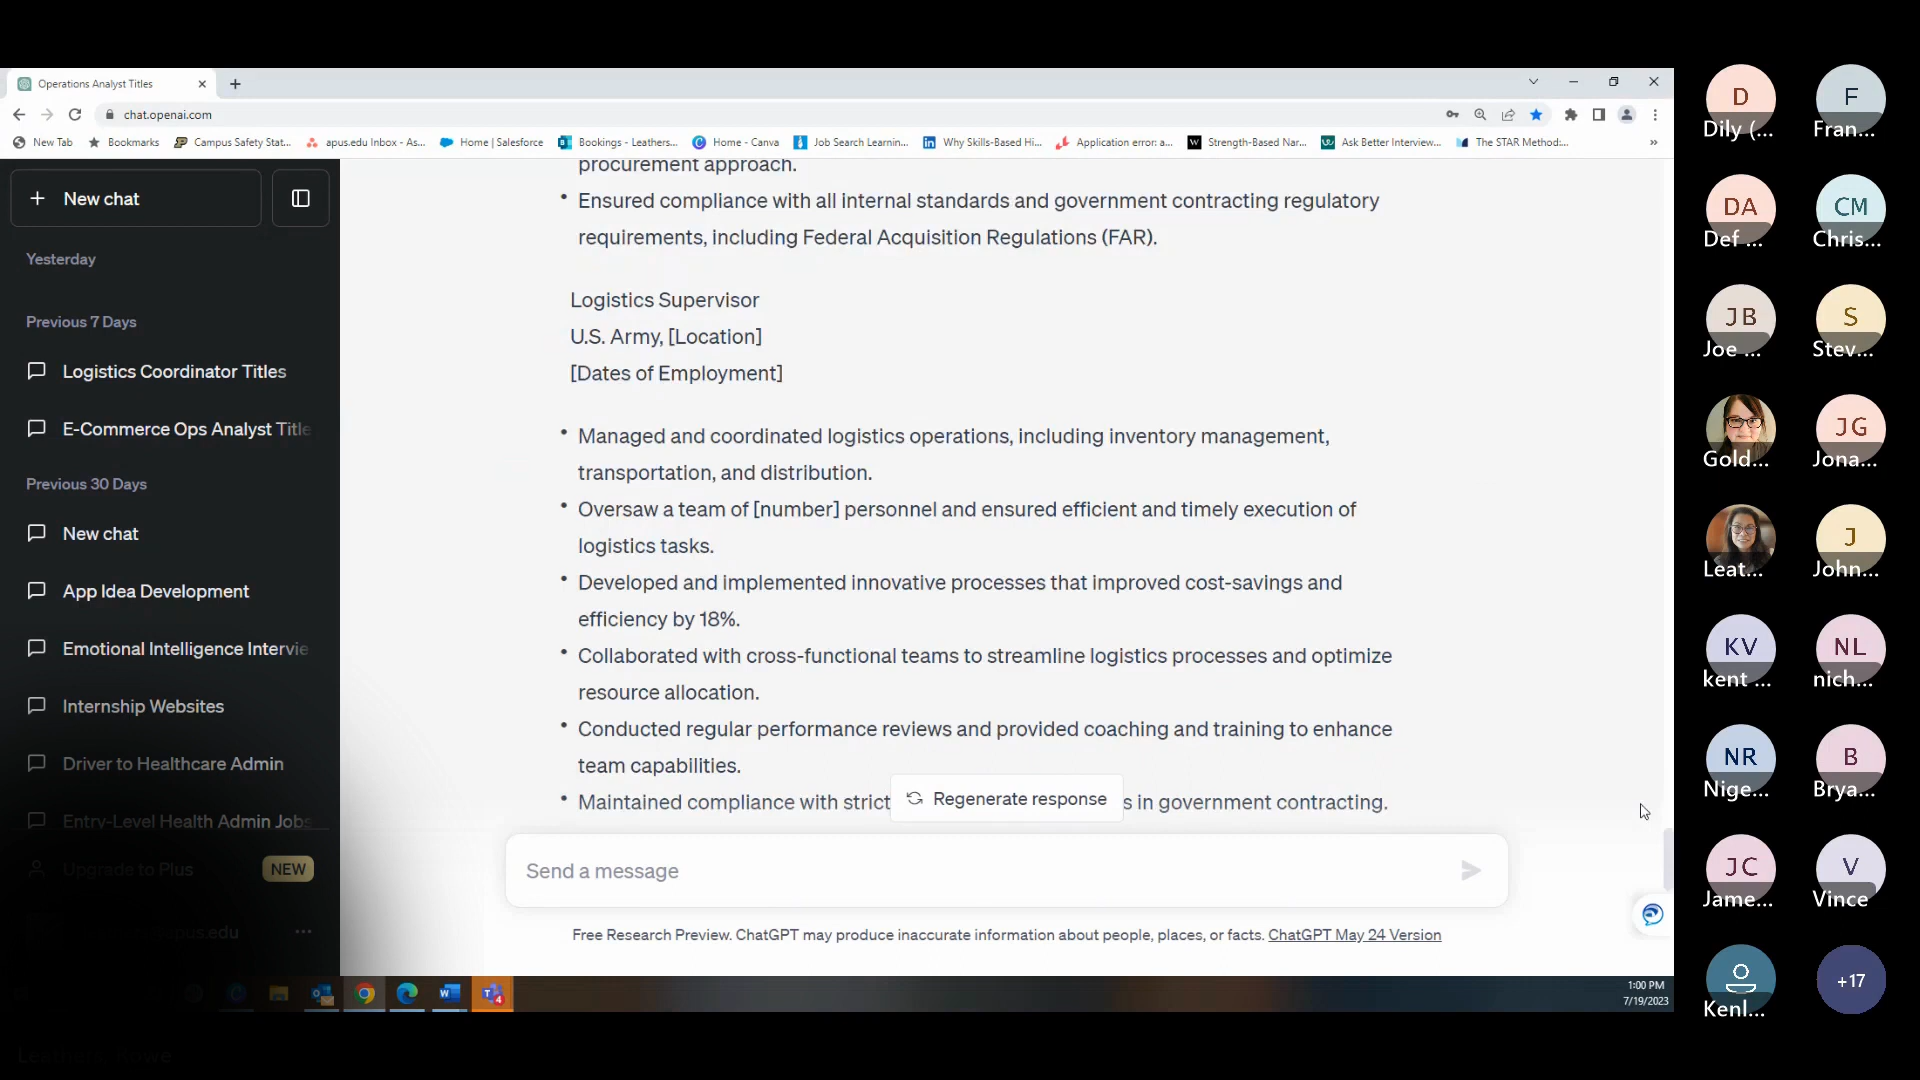 Operations Analyst Titles
chat.openai.com
New Tab
Bookmarks
Campus Safety Stat...
apus.edu Inbox - As...
Home | Salesforce
Bookings - Leathers...
Home - Canva
Job Search Learnin...
Why Skills-Based Hi...
Application error: a...
Strength-Based Nar...
Ask Better Interview...
The STAR Method:...
New chat
Yesterday
Previous 7 Days
Logistics Coordinator Titles
E-Commerce Ops Analyst Title
Previous 30 Days
New chat
App Idea Development
Emotional Intelligence Intervie
Internship Websites
Driver to Healthcare Admin
Entry-Level Health Admin Jobs
Upgrade to Plus
NEW
procurement approach.
• Ensured compliance with all internal standards and government contracting regulatory
requirements, including Federal Acquisition Regulations (FAR).
Logistics Supervisor
U.S. Army, [Location]
[Dates of Employment]
• Managed and coordinated logistics operations, including inventory management,
transportation, and distribution.
• Oversaw a team of [number] personnel and ensured efficient and timely execution of
logistics tasks.
• Developed and implemented innovative processes that improved cost-savings and
efficiency by 18%.
• Collaborated with cross-functional teams to streamline logistics processes and optimize
resource allocation.
• Conducted regular performance reviews and provided coaching and training to enhance
team capabilities.
• Maintained compliance with strict
in government contracting.
Regenerate response
Send a message
Free Research Preview. ChatGPT may produce inaccurate information about people, places, or facts. ChatGPT May 24 Version
1:00 PM
7/19/2023
D
Dily (...
F
Fran...
DA
Def ...
CM
Chris...
JB
Joe ...
S
Stev...
Gold...
JG
Jona...
Leat...
J
John...
KV
kent ...
NL
nich...
NR
Nige...
B
Brya...
JC
Jame...
V
Vince
Kenl...
+17